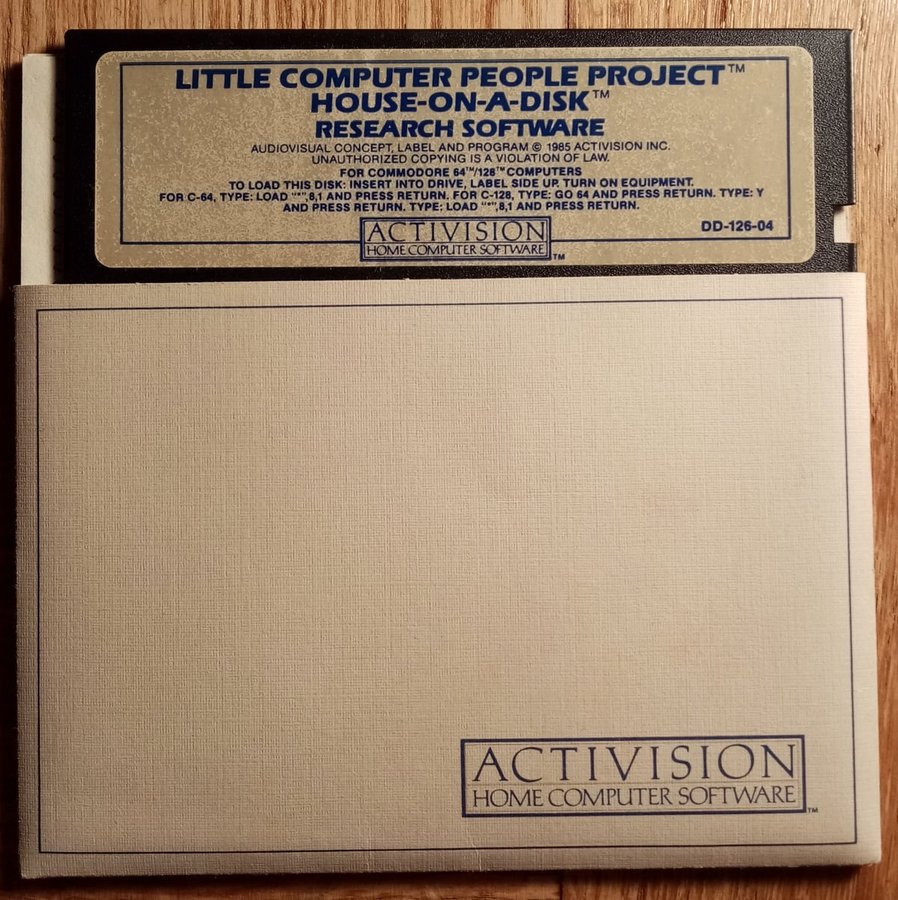 LITTLE COMPUTER PEOPLE PROJECT™
HOUSE-ON-A-DISK™
RESEARCH SOFTWARE
AUDIOVISUAL CONCEPT, LABEL AND PROGRAM © 1985 ACTIVISION INC.
UNAUTHORIZED COPYING IS A VIOLATION OF LAW.
FOR COMMODORE 64™/128™ COMPUTERS
TO LOAD THIS DISK: INSERT INTO DRIVE, LABEL SIDE UP. TURN ON EQUIPMENT.
FOR C-64, TYPE: LOAD "*",8,1 AND PRESS RETURN. FOR C-128, TYPE: GO 64 AND PRESS RETURN. TYPE: Y
AND PRESS RETURN. TYPE: LOAD "*",8,1 AND PRESS RETURN.
DD-126-04
ACTIVISION
HOME COMPUTER SOFTWARE™
ACTIVISION
HOME COMPUTER SOFTWARE™